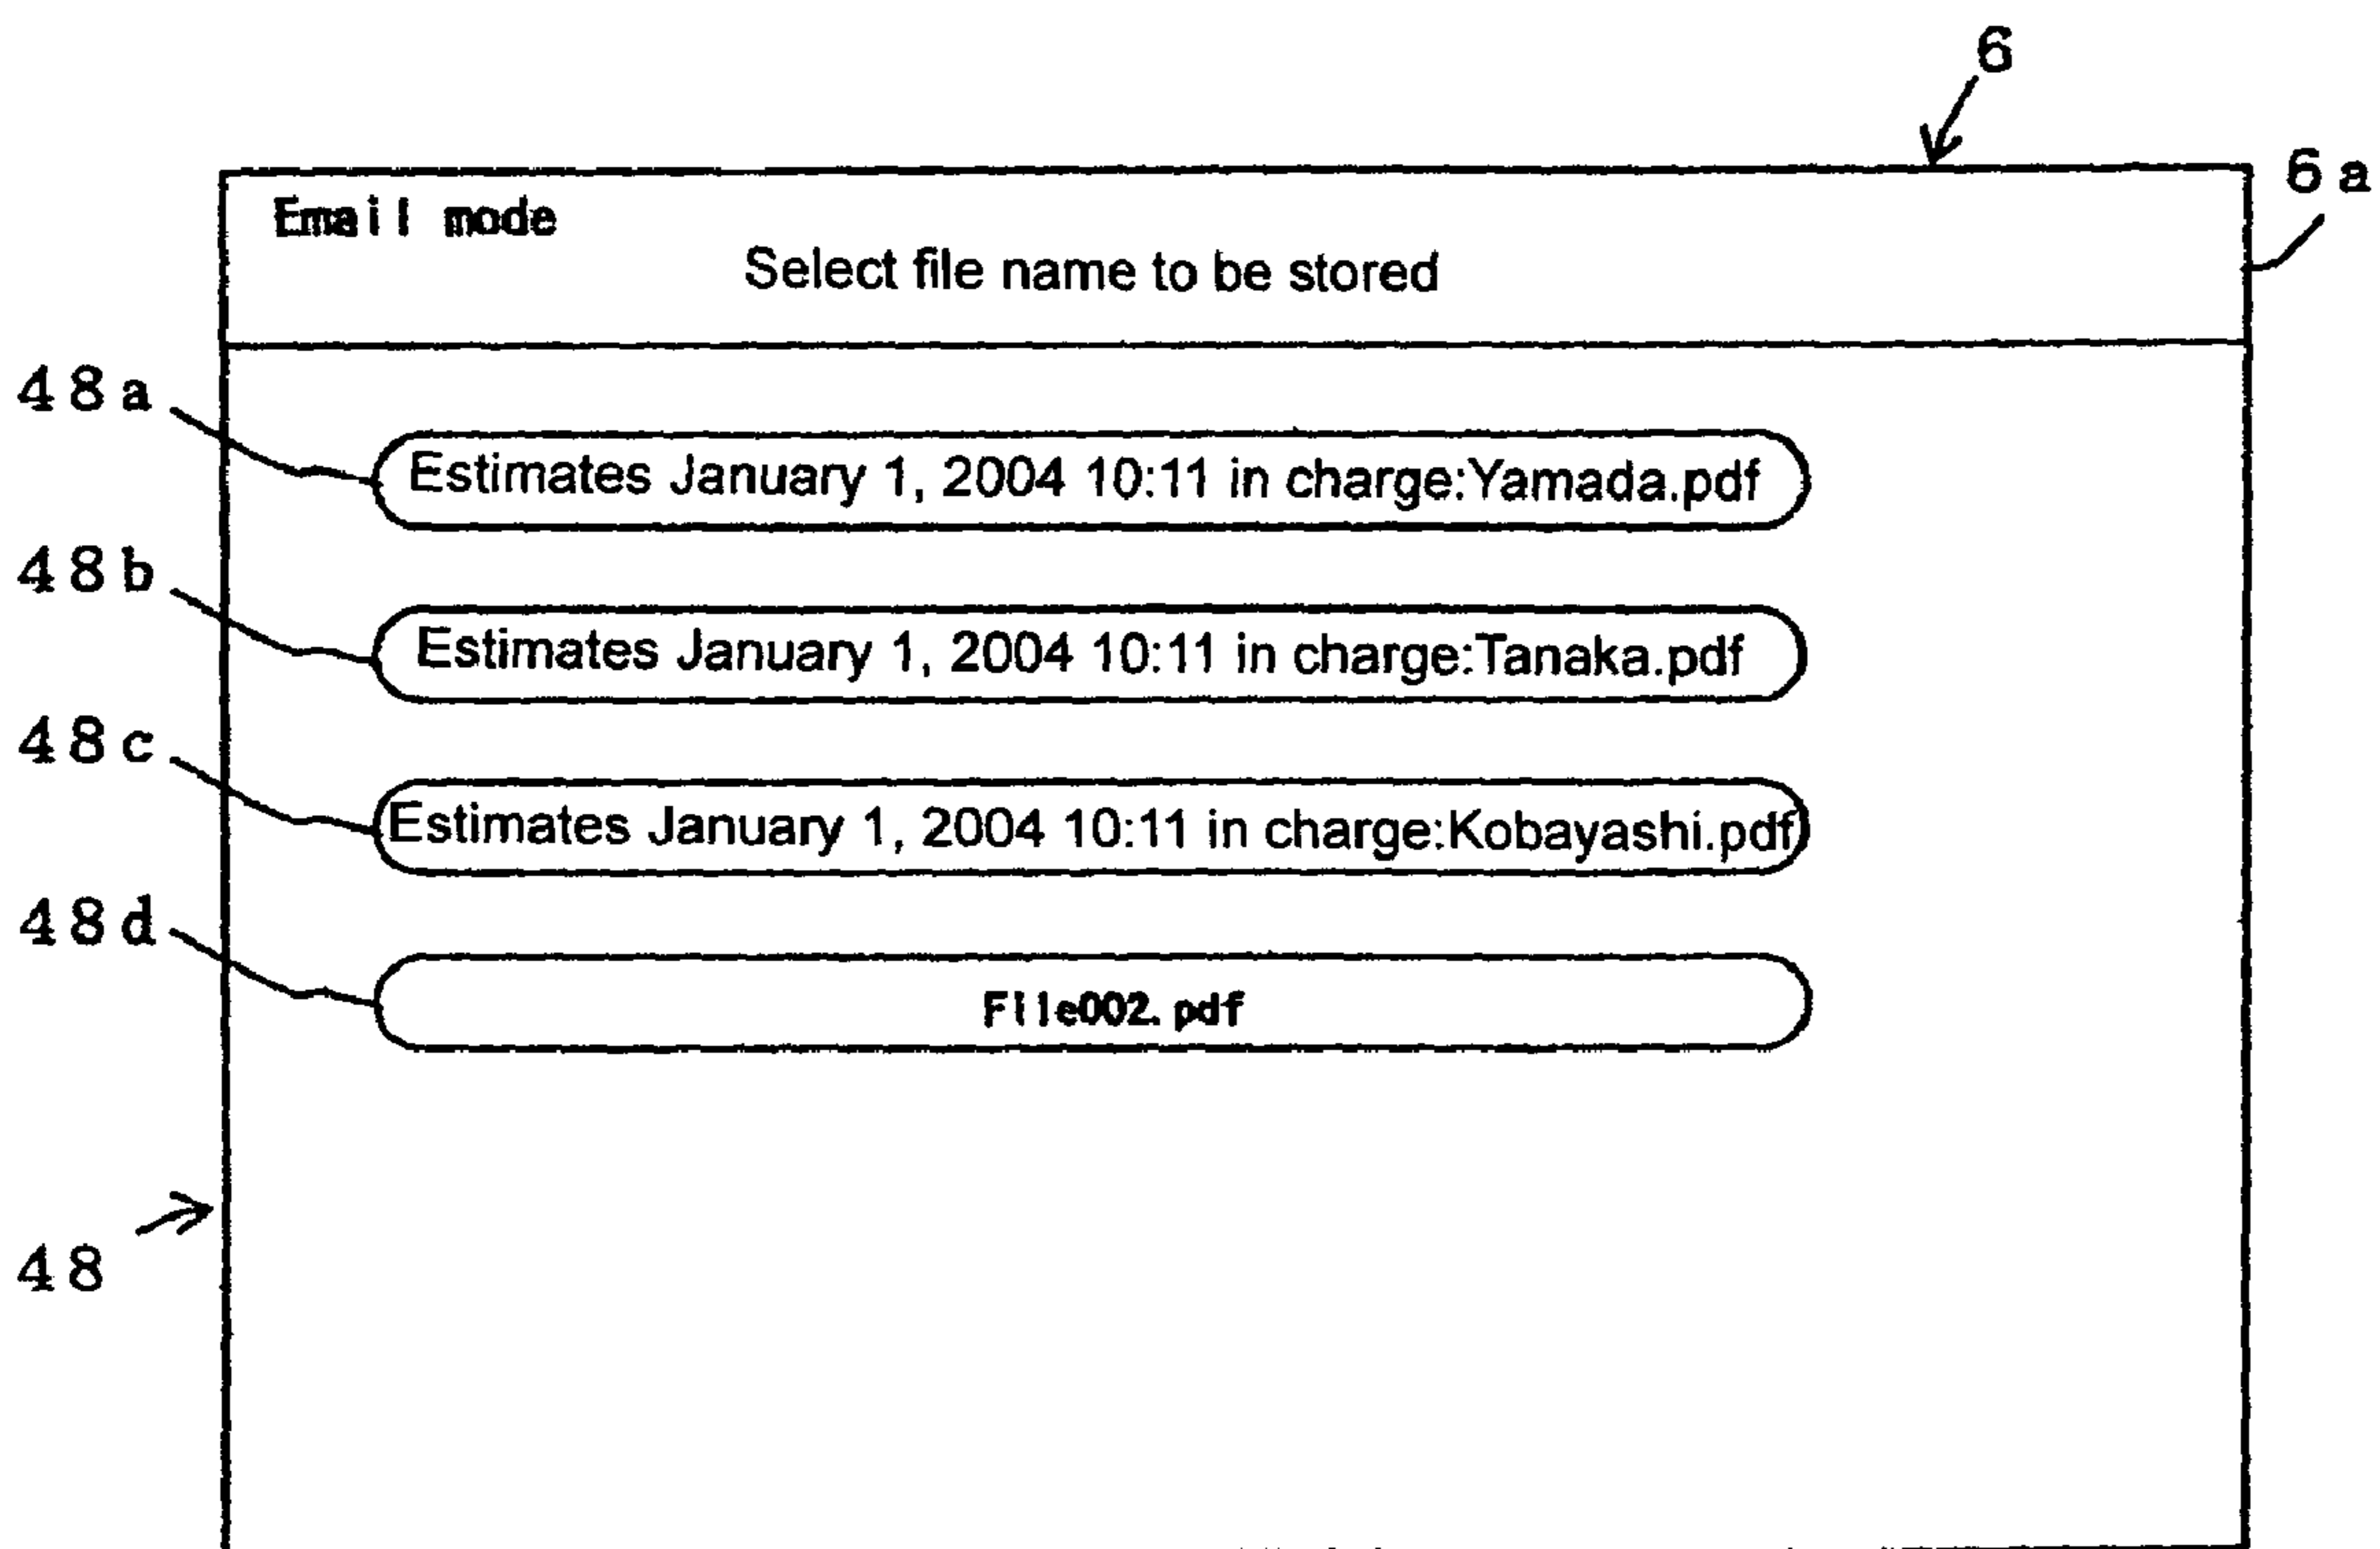 6
6a
Email mode
Select file name to be stored
48a
Estimates January 1, 2004 10:11 in charge:Yamada.pdf
48b
Estimates January 1, 2004 10:11 in charge:Tanaka.pdf
48c
Estimates January 1, 2004 10:11 in charge:Kobayashi.pdf
48d
File002.pdf
48